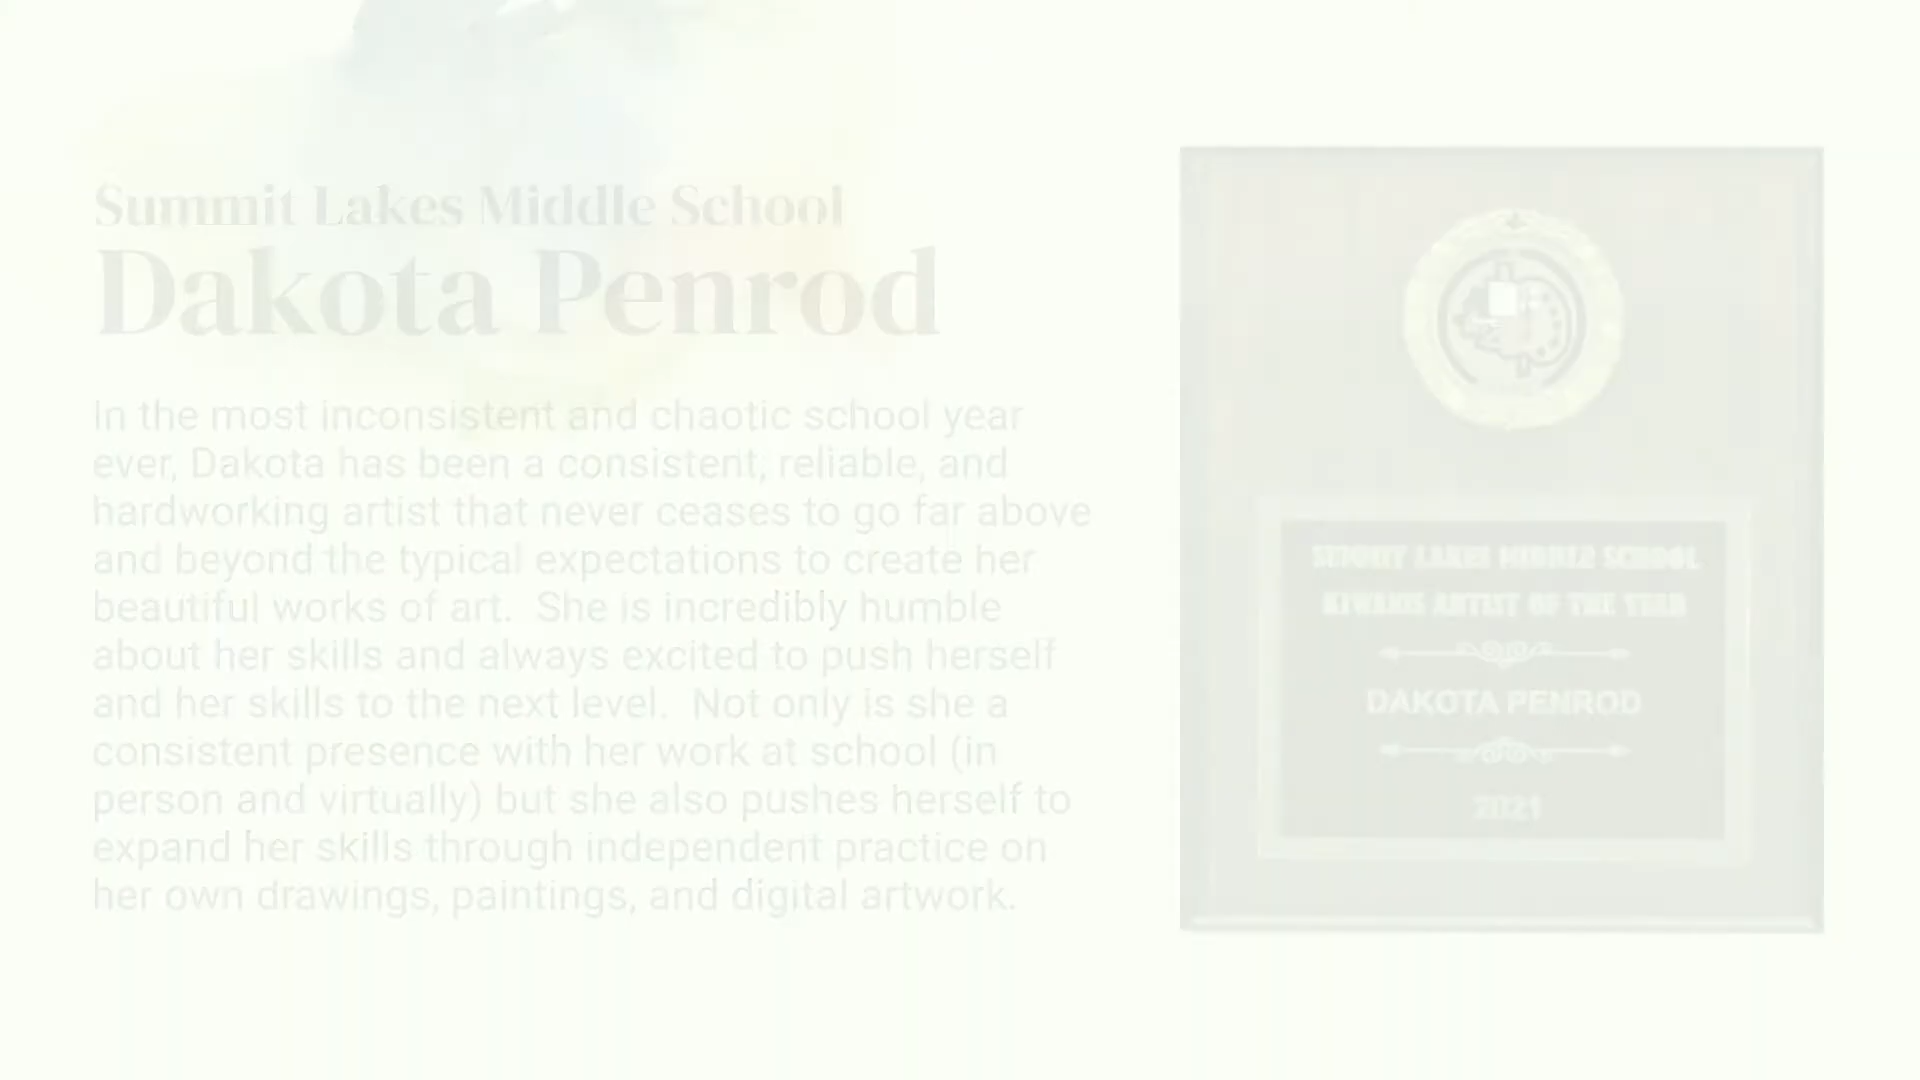 Summit Lakes Middle School
Dakota Penrod
In the most inconsistent and chaotic school year
ever, Dakota has been a consistent, reliable, and
hardworking artist that never ceases to go far above
and beyond the typical expectations to create her
beautiful works of art.  She is incredibly humble
about her skills and always excited to push herself
and her skills to the next level.  Not only is she a
consistent presence with her work at school (in
person and virtually) but she also pushes herself to
expand her skills through independent practice on
her own drawings, paintings, and digital artwork.
SUMMIT LAKES MIDDLE SCHOOL
KIWANIS ARTIST OF THE YEAR
DAKOTA PENROD
2021